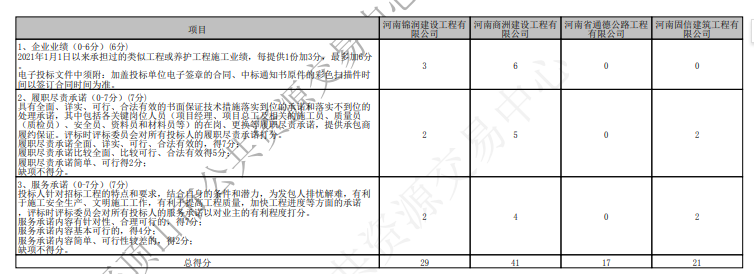 项目
河南锦润建设工程有限公司
河南商洲建设工程有限公司
河南省通德公路工程有限公司
河南固信建筑工程有限公司
1、企业业绩（0-6分）(6分)
2021年1月1日以来承担过的类似工程或养护工程施工业绩，每提供1份加3分，最多加6分
。
电子投标文件中须附：加盖投标单位电子签章的合同、中标通知书原件的彩色扫描件时
间以签订合同时间为准。
3
6
0
0
2、履职尽责承诺（0-7分）(7分)
具有全面、详实、可行、合法有效的书面保证技术措施落实到位的承诺和落实不到位的
处理承诺，其中包括各关键岗位人员（项目经理、项目总工及相关的施工员、质量员
（质检员）、安全员、资料员和材料员等）的在岗、更换等履职尽责承诺，提供承包商
履约保证。评标时评标委员会对所有投标人的履职尽责承诺打分。
履职尽责承诺全面、详实、可行、合法有效的，得7分；
履职尽责承诺比较全面、比较可行、合法有效得5分；
履职尽责承诺简单、可行得2分；
缺项不得分。
2
5
0
2
3、服务承诺（0-7分）(7分)
投标人针对招标工程的特点和要求，结合自身的条件和潜力，为发包人排忧解难，有利
于施工安全生产、文明施工工作，有利于提高工程质量，加快工程进度等方面的承诺
，评标时评标委员会对所有投标人的服务承诺以对业主的有利程度打分。
服务承诺内容有针对性、合理可行的，得7分；
服务承诺内容基本可行的，得4分；
服务承诺内容简单、可行性较差的，得2分；
缺项不得分。
2
4
0
2
总得分
29
41
17
21
顶山市公共资源交易中心
共资源交易中心